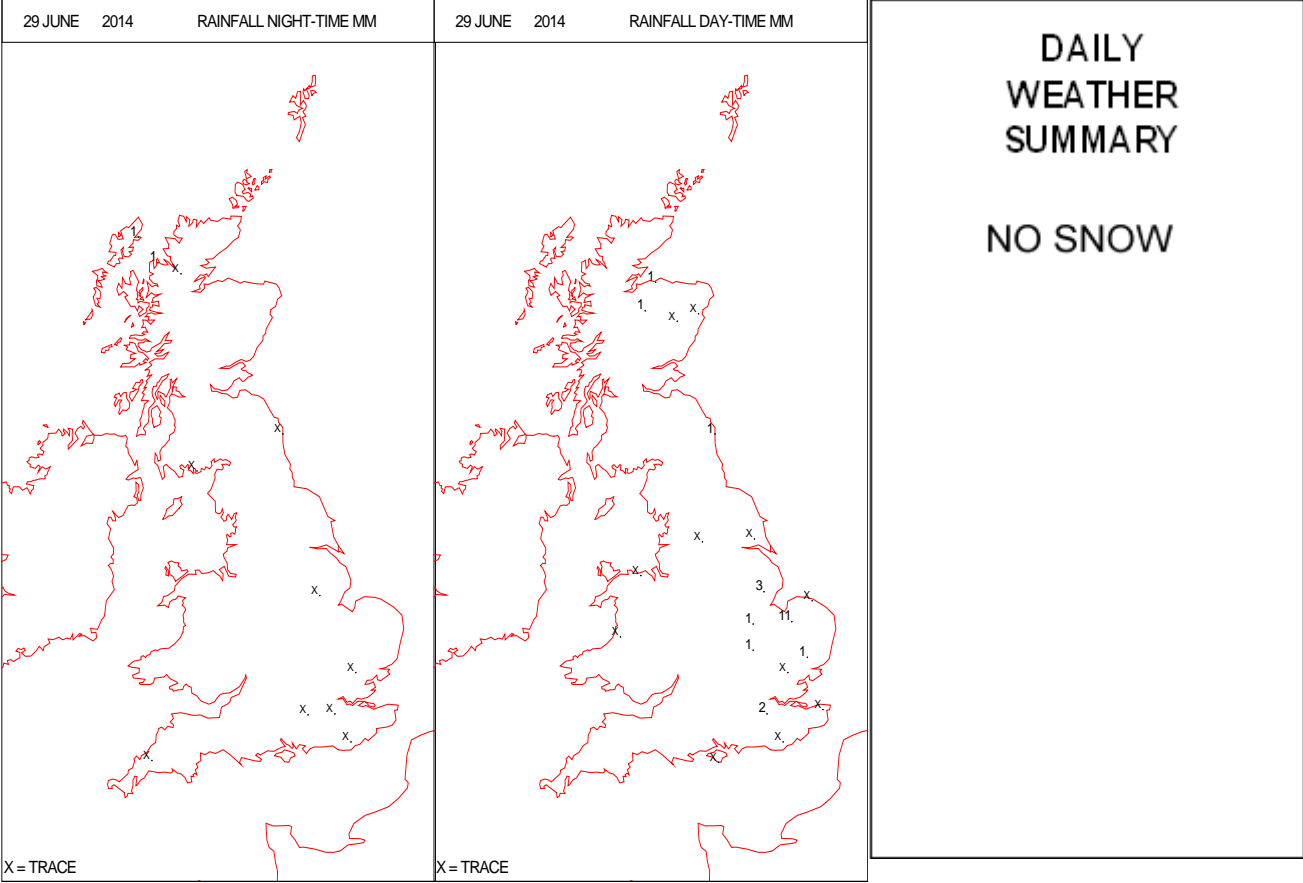 29 JUNE 2014 RAINFALL NIGHT-TIME MM
1.
1.
X.
X.
X.
X.
X.
X. X.
X.
X.
X = TRACE
29 JUNE 2014 RAINFALL DAY-TIME MM
1.
1. X. X.
1.
X. X.
X.
3.
X.
1. 11.
X.
1. 1.
X.
2. X.
X.
X.
X = TRACE
DAILY
WEATHER
SUMMARY
NO SNOW